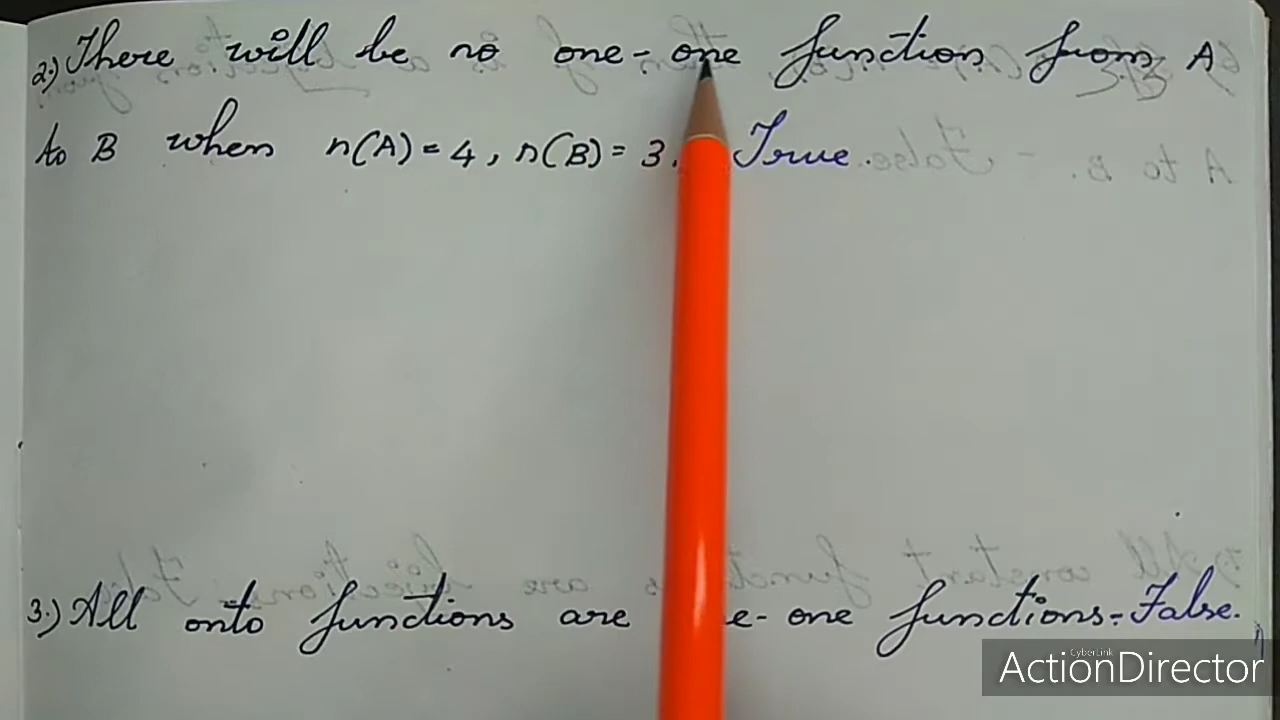 2.) There will be no one-one function from A
to B when n(A) = 4, n(B) = 3. True.
3.) All onto functions are e- one functions - False.
CyberLink
ActionDirector